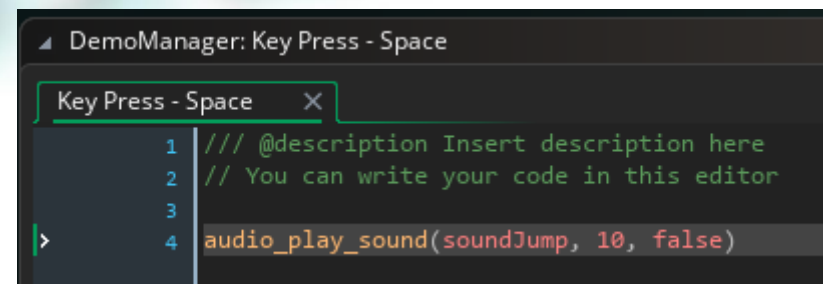 DemoManager: Key Press - Space
Key Press - Space
1 /// @description Insert description here
2 // You can write your code in this editor
3
4 audio_play_sound(soundJump, 10, false)